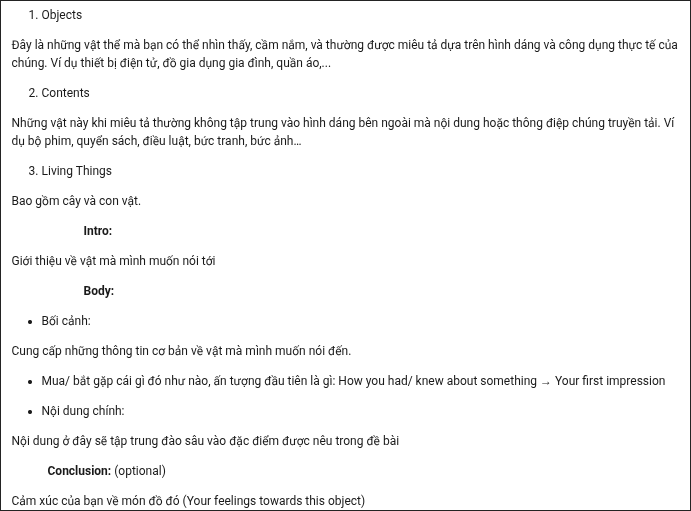 1. Objects
Đây là những vật thể mà bạn có thể nhìn thấy, cầm nắm, và thường được miêu tả dựa trên hình dáng và công dụng thực tế của
chúng. Ví dụ thiết bị điện tử, đồ gia dụng gia đình, quần áo,...
2. Contents
Những vật này khi miêu tả thường không tập trung vào hình dáng bên ngoài mà nội dung hoặc thông điệp chúng truyền tải. Ví
dụ bộ phim, quyển sách, điều luật, bức tranh, bức ảnh…
3. Living Things
Bao gồm cây và con vật.
Intro:
Giới thiệu về vật mà mình muốn nói tới
Body:
• Bối cảnh:
Cung cấp những thông tin cơ bản về vật mà mình muốn nói đến.
• Mua/ bắt gặp cái gì đó như nào, ấn tượng đầu tiên là gì: How you had/ knew about something → Your first impression
• Nội dung chính:
Nội dung ở đây sẽ tập trung đào sâu vào đặc điểm được nêu trong đề bài
Conclusion: (optional)
Cảm xúc của bạn về món đồ đó (Your feelings towards this object)